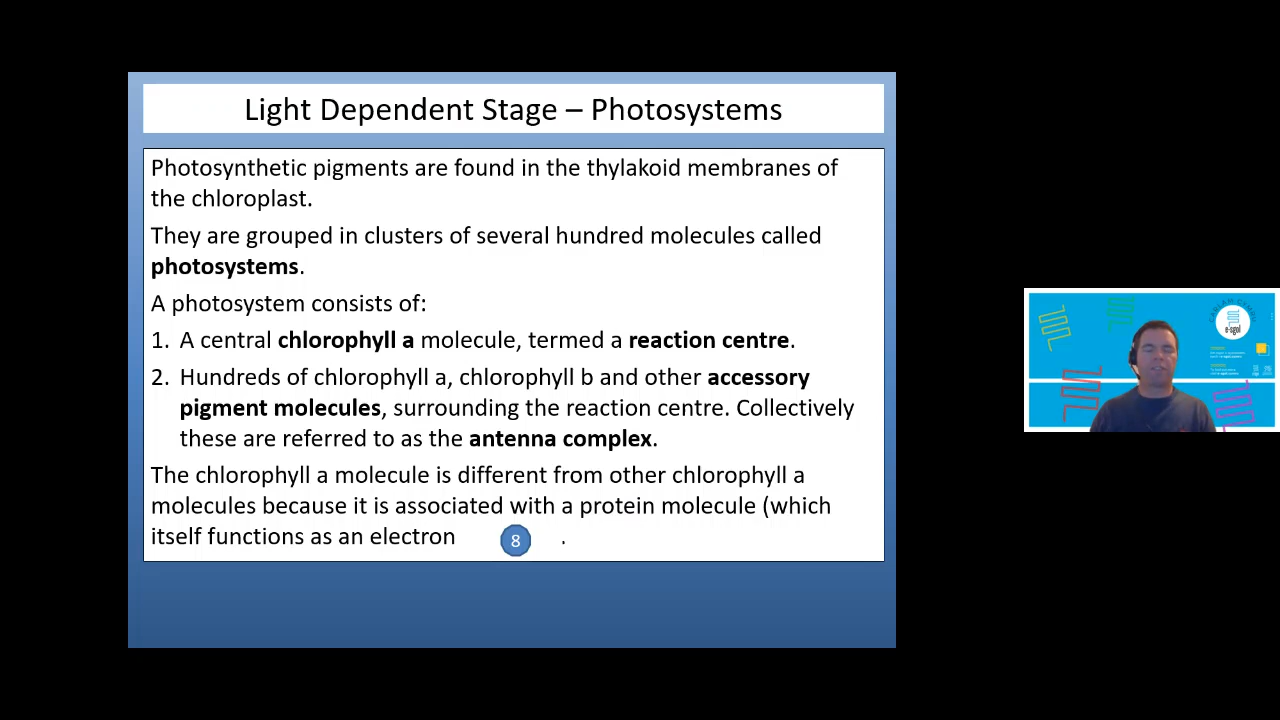 Light Dependent Stage – Photosystems
Photosynthetic pigments are found in the thylakoid membranes of
the chloroplast.
They are grouped in clusters of several hundred molecules called
photosystems.
A photosystem consists of:
1. A central chlorophyll a molecule, termed a reaction centre.
2. Hundreds of chlorophyll a, chlorophyll b and other accessory
pigment molecules, surrounding the reaction centre. Collectively
these are referred to as the antenna complex.
The chlorophyll a molecule is different from other chlorophyll a
molecules because it is associated with a protein molecule (which
itself functions as an electron 8 .
e-sgol